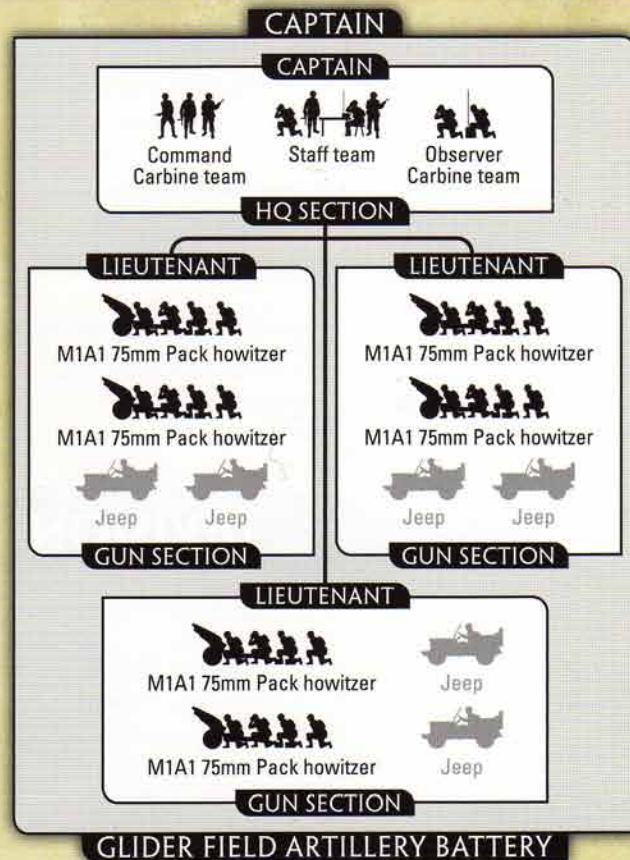 CAPTAIN
CAPTAIN
Command
Carbine team
Staff team
Observer
Carbine team
HQ SECTION
LIEUTENANT
M1A1 75mm Pack howitzer
M1A1 75mm Pack howitzer
Jeep
Jeep
GUN SECTION
LIEUTENANT
M1A1 75mm Pack howitzer
M1A1 75mm Pack howitzer
Jeep
Jeep
GUN SECTION
LIEUTENANT
M1A1 75mm Pack howitzer
Jeep
M1A1 75mm Pack howitzer
Jeep
GUN SECTION
GLIDER FIELD ARTILLERY BATTERY